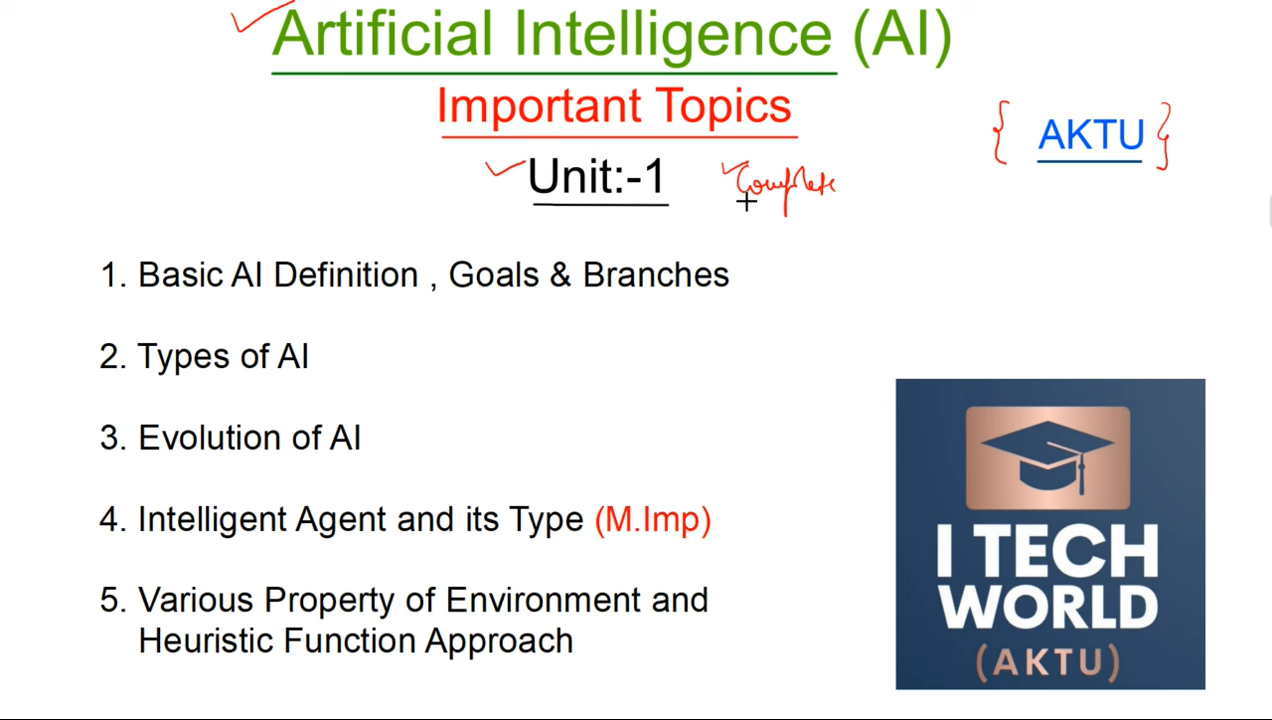 Artificial Intelligence (AI)
Important Topics
{ AKTU }
Unit:-1 Complete
1. Basic AI Definition , Goals & Branches
2. Types of AI
3. Evolution of AI
4. Intelligent Agent and its Type (M.Imp)
5. Various Property of Environment and
Heuristic Function Approach
I TECH
WORLD
(AKTU)